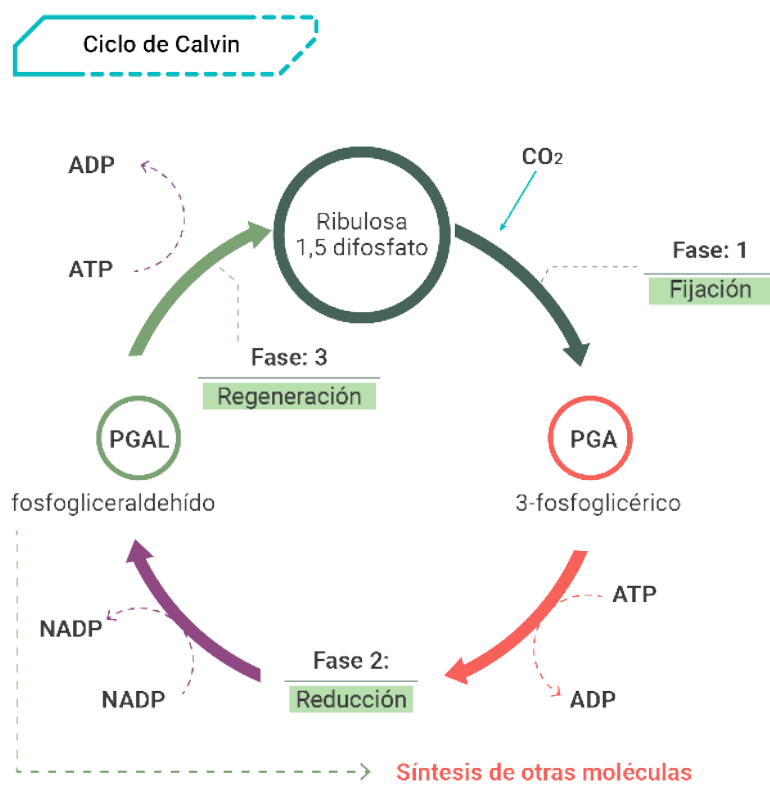 Ciclo de Calvin
ADP
ATP
Ribulosa
1,5 difosfato
CO₂
Fase: 1
Fijación
Fase: 3
Regeneración
PGAL
fosfogliceraldehído
PGA
3-fosfoglicérico
NADP
NADP
Fase 2:
Reducción
ATP
ADP
Síntesis de otras moléculas